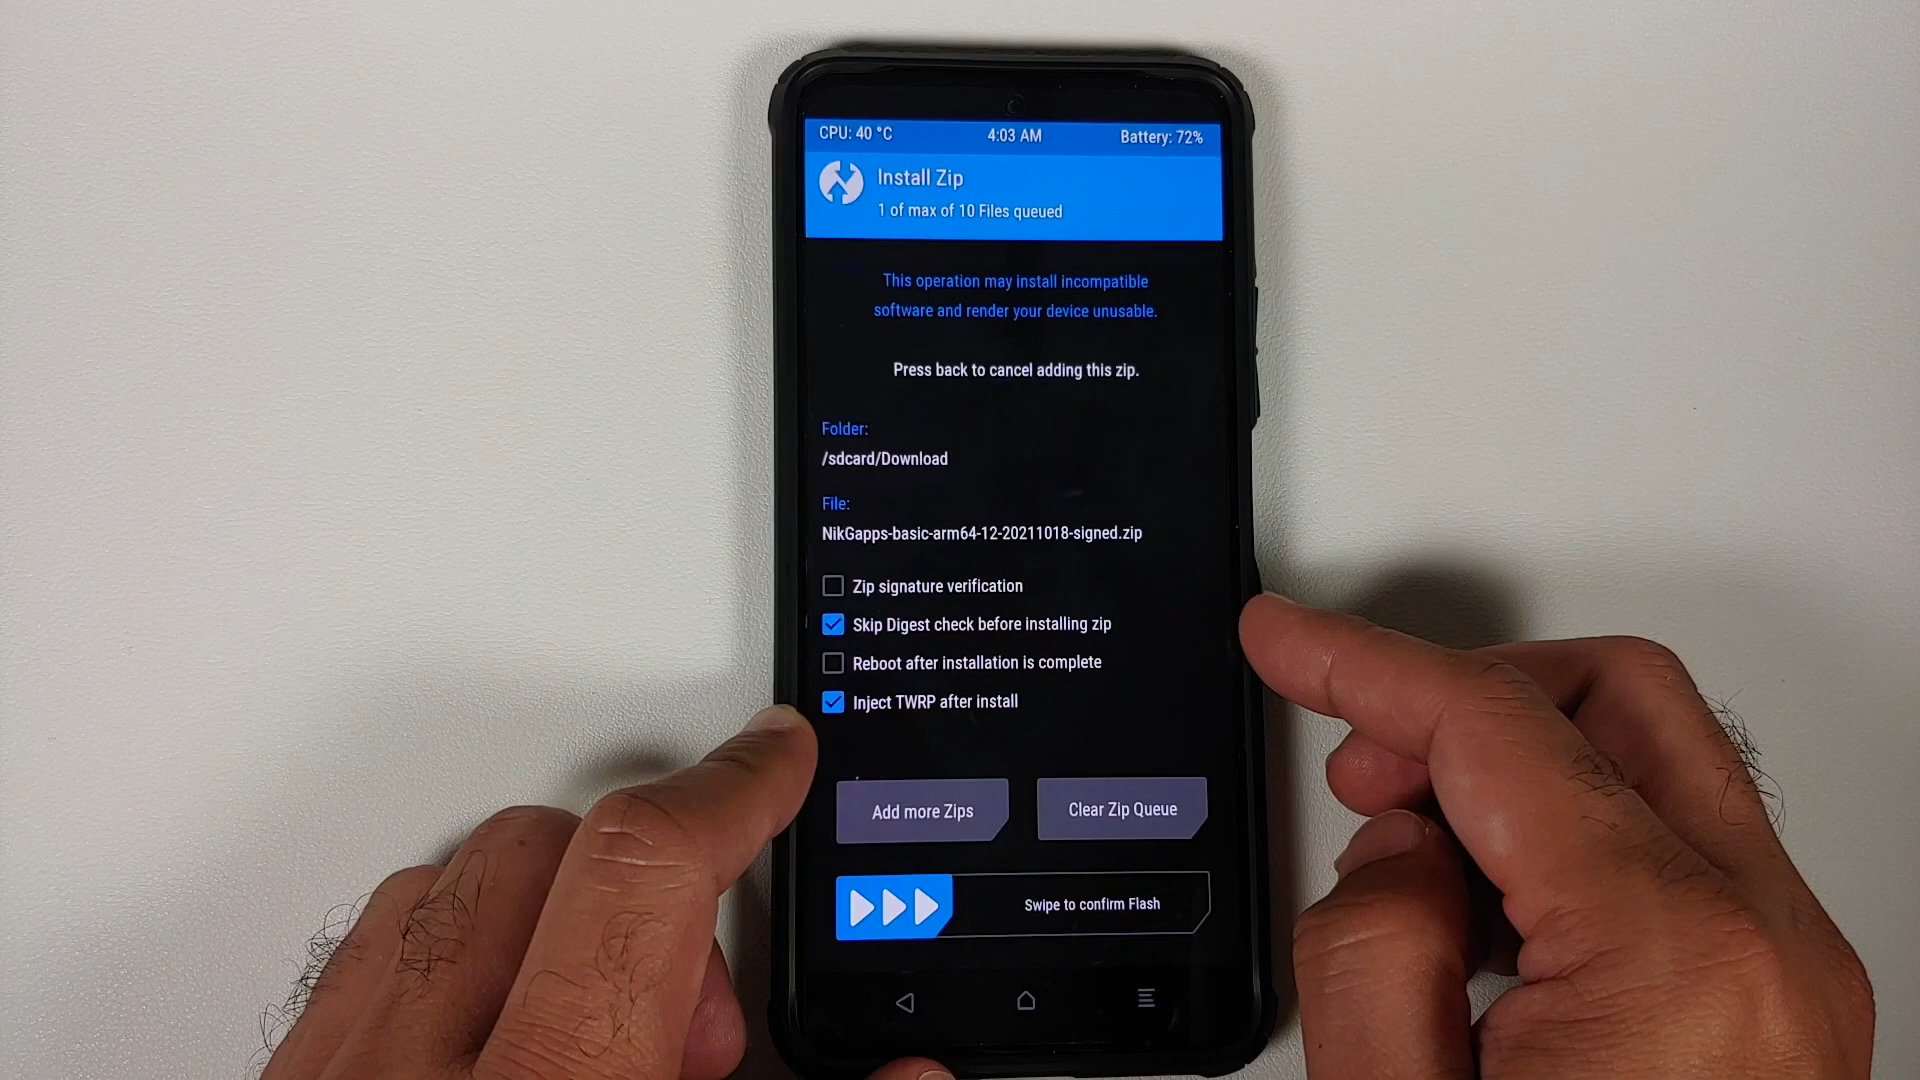 CPU: 40 °C 4:03 AM Battery: 72%
Install Zip
1 of max of 10 Files queued
This operation may install incompatible
software and render your device unusable.
Press back to cancel adding this zip.
Folder:
/sdcard/Download
File:
NikGapps-basic-arm64-12-20211018-signed.zip
Zip signature verification
Skip Digest check before installing zip
Reboot after installation is complete
Inject TWRP after install
Add more Zips Clear Zip Queue
Swipe to confirm Flash